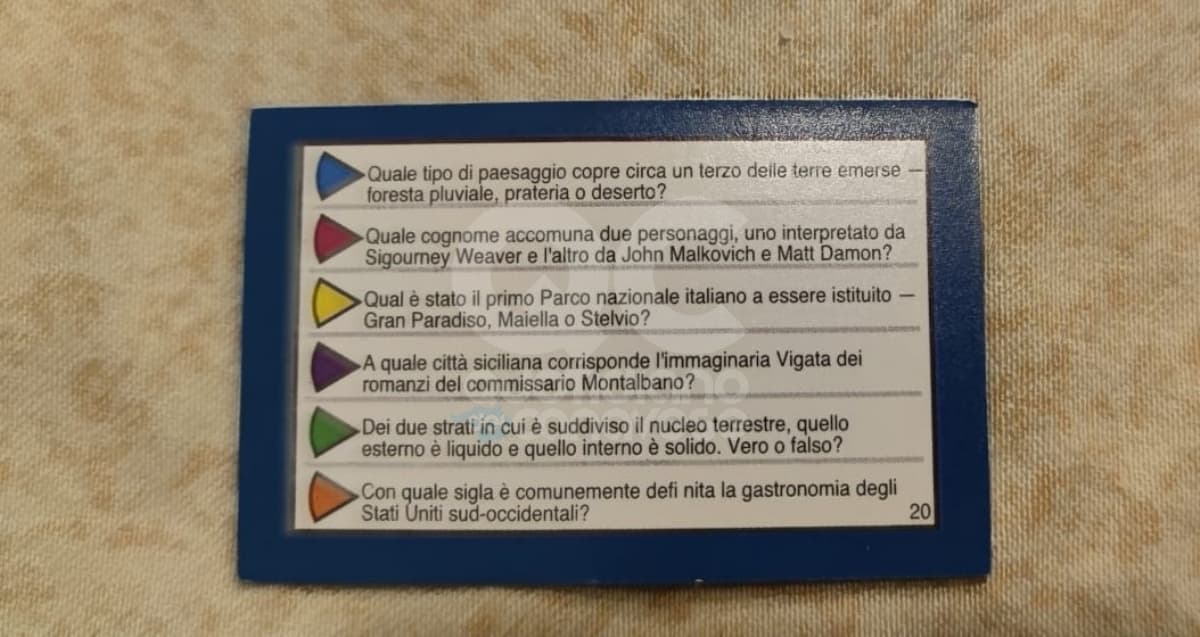 Quale tipo di paesaggio copre circa un terzo delle terre emerse —
foresta pluviale, prateria o deserto?
Quale cognome accomuna due personaggi, uno interpretato da
Sigourney Weaver e l'altro da John Malkovich e Matt Damon?
Qual è stato il primo Parco nazionale italiano a essere istituito —
Gran Paradiso, Maiella o Stelvio?
A quale città siciliana corrisponde l'immaginaria Vigata dei
romanzi del commissario Montalbano?
Dei due strati in cui è suddiviso il nucleo terrestre, quello
esterno è liquido e quello interno è solido. Vero o falso?
Con quale sigla è comunemente defi nita la gastronomia degli
Stati Uniti sud-occidentali?
20